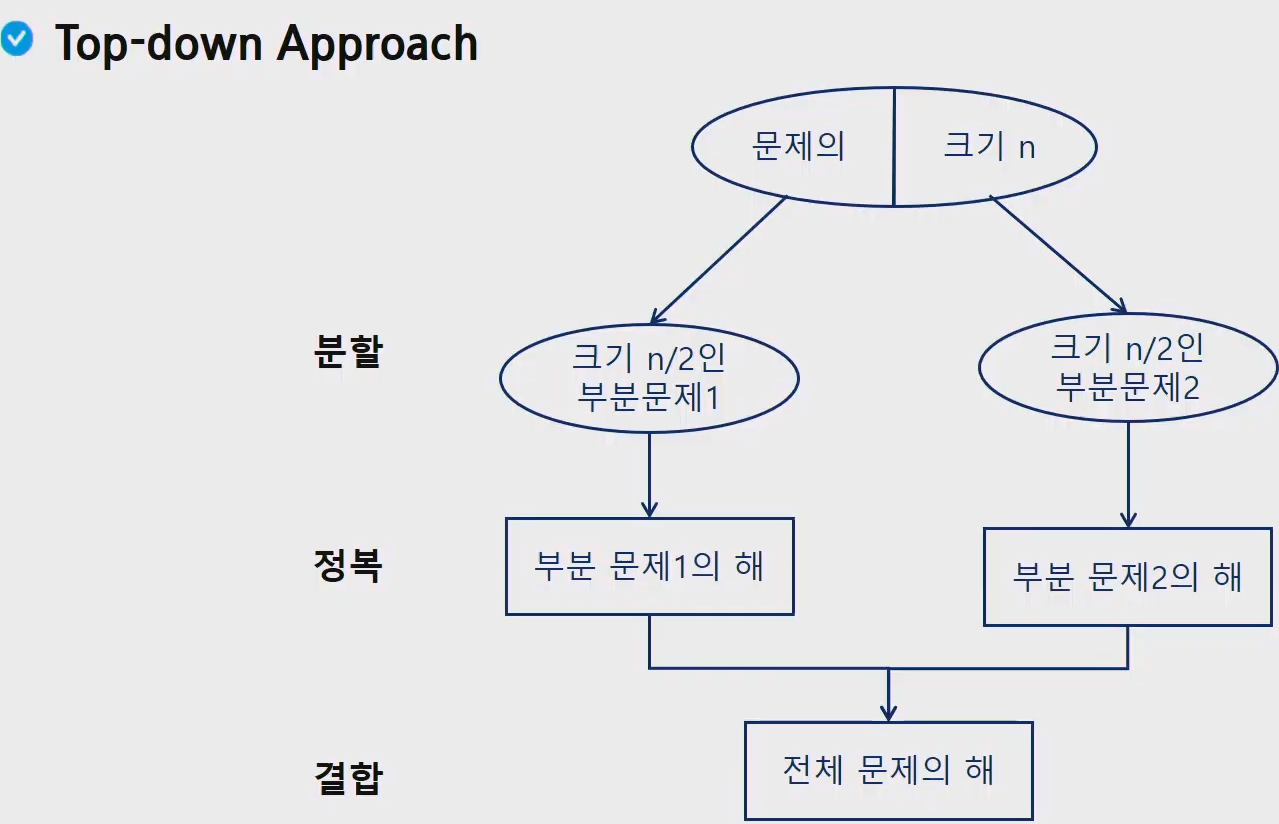 Top-down Approach
문제의 크기 n
분할
크기 n/2인
부분문제1
크기 n/2인
부분문제2
정복
부분 문제1의 해
부분 문제2의 해
결합
전체 문제의 해